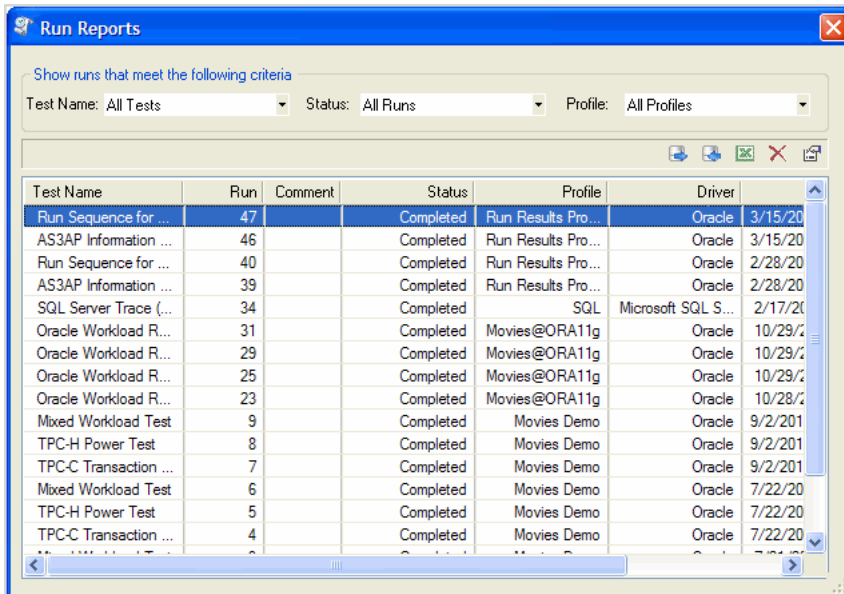 Run Reports
Show runs that meet the following criteria
Test Name: All Tests Status: All Runs Profile: All Profiles
Test Name Run Comment Status Profile Driver
Run Sequence for ... 47 Completed Run Results Pro... Oracle 3/15/20
AS3AP Information ... 46 Completed Run Results Pro... Oracle 3/15/20
Run Sequence for ... 40 Completed Run Results Pro... Oracle 2/28/20
AS3AP Information ... 39 Completed Run Results Pro... Oracle 2/28/20
SQL Server Trace (... 34 Completed SQL Microsoft SQL S... 2/17/20
Oracle Workload R... 31 Completed Movies@ORA11g Oracle 10/29/2
Oracle Workload R... 29 Completed Movies@ORA11g Oracle 10/29/2
Oracle Workload R... 25 Completed Movies@ORA11g Oracle 10/29/2
Oracle Workload R... 23 Completed Movies@ORA11g Oracle 10/28/2
Mixed Workload Test 9 Completed Movies Demo Oracle 9/2/201
TPC-H Power Test 8 Completed Movies Demo Oracle 9/2/201
TPC-C Transaction ... 7 Completed Movies Demo Oracle 9/2/201
Mixed Workload Test 6 Completed Movies Demo Oracle 7/22/20
TPC-H Power Test 5 Completed Movies Demo Oracle 7/22/20
TPC-C Transaction ... 4 Completed Movies Demo Oracle 7/22/20